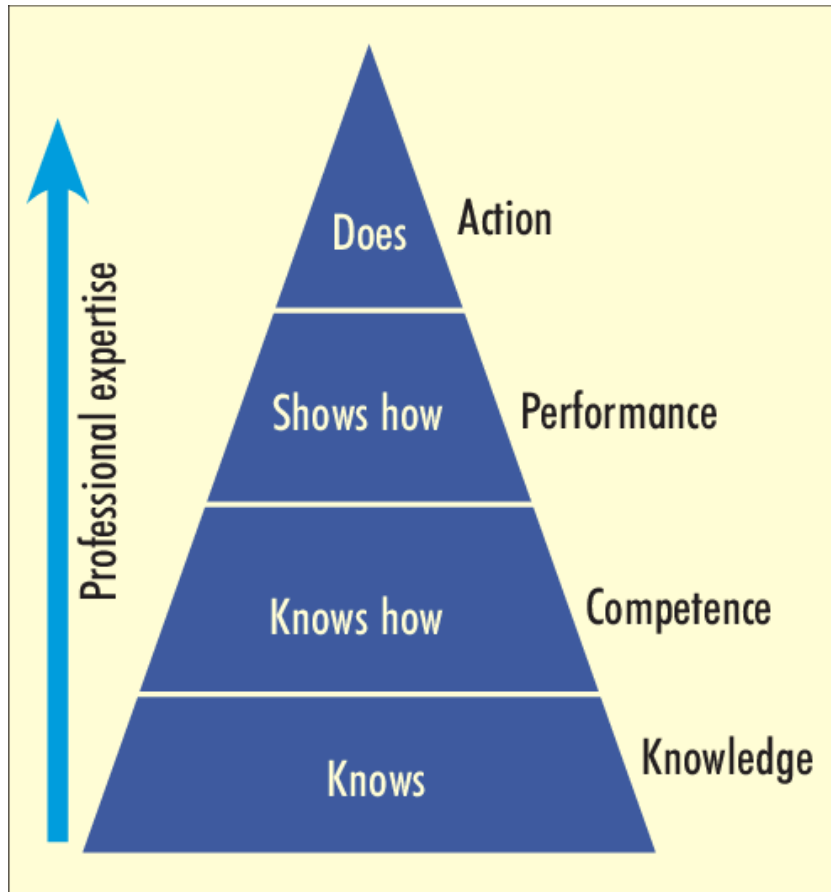 Does
Action
Shows how
Performance
Knows how
Competence
Knows
Knowledge
Professional expertise